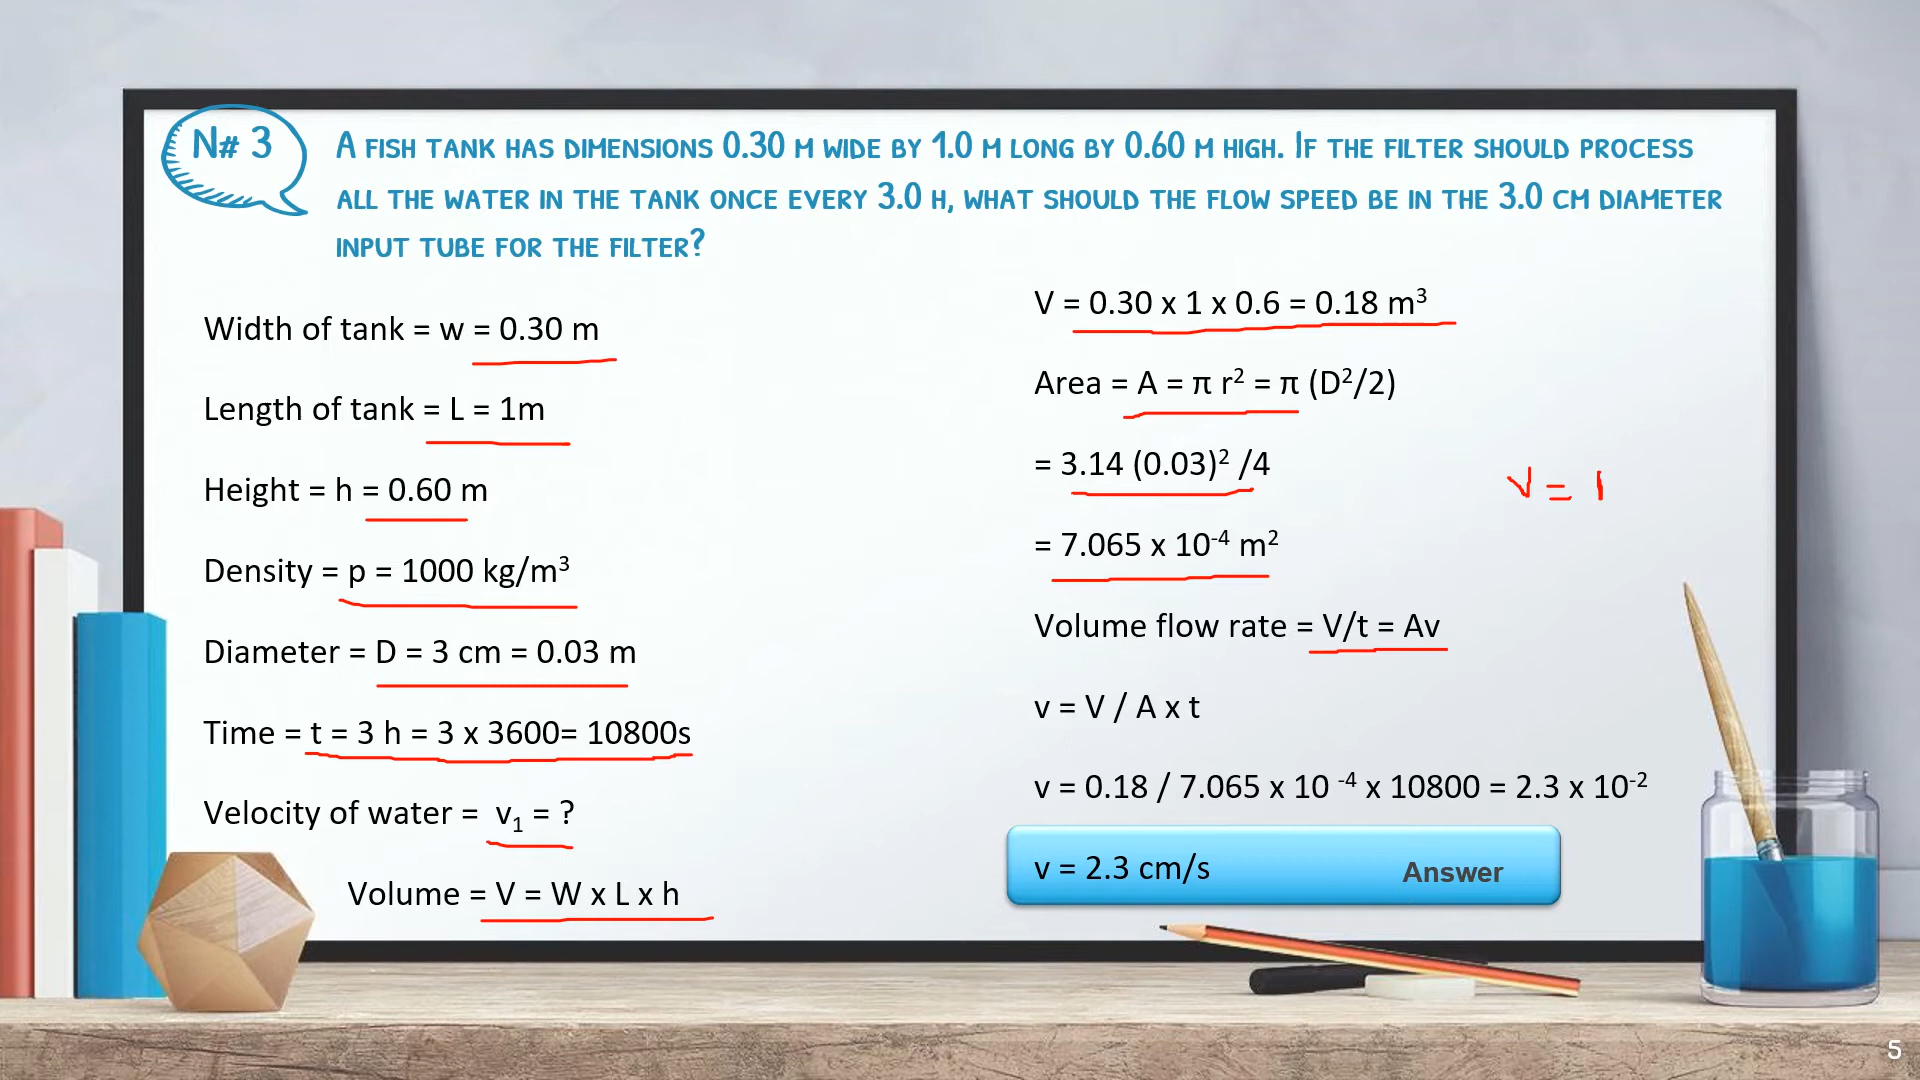 N# 3
A fish tank has dimensions 0.30 m wide by 1.0 m long by 0.60 m high. If the filter should process
all the water in the tank once every 3.0 h, what should the flow speed be in the 3.0 cm diameter
input tube for the filter?
Width of tank = w = 0.30 m
Length of tank = L = 1m
Height = h = 0.60 m
Density = p = 1000 kg/m³
Diameter = D = 3 cm = 0.03 m
Time = t = 3 h = 3 x 3600= 10800s
Velocity of water = v₁ = ?
Volume = V = W x L x h
V = 0.30 x 1 x 0.6 = 0.18 m³
Area = A = π r² = π (D²/2)
= 3.14 (0.03)² /4
= 7.065 x 10⁻⁴ m²
Volume flow rate = V/t = Av
v = V / A x t
v = 0.18 / 7.065 x 10 ⁻⁴ x 10800 = 2.3 x 10⁻²
v = 2.3 cm/s Answer
V = 1
5